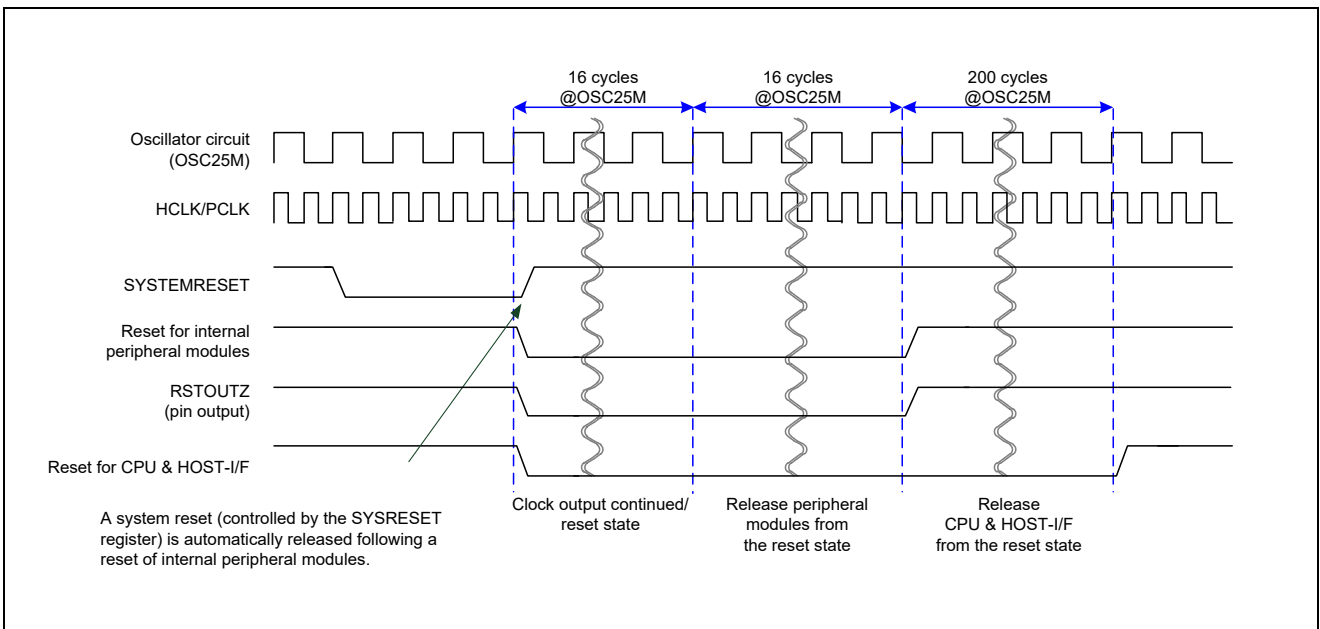 16 cycles
@OSC25M
16 cycles
@OSC25M
200 cycles
@OSC25M
Oscillator circuit
(OSC25M)
HCLK/PCLK
SYSTEMRESET
Reset for internal
peripheral modules
RSTOUTZ
(pin output)
Reset for CPU & HOST-I/F
Clock output continued/
reset state
Release peripheral
modules from
the reset state
Release
CPU & HOST-I/F
from the reset state
A system reset (controlled by the SYSRESET
register) is automatically released following a
reset of internal peripheral modules.